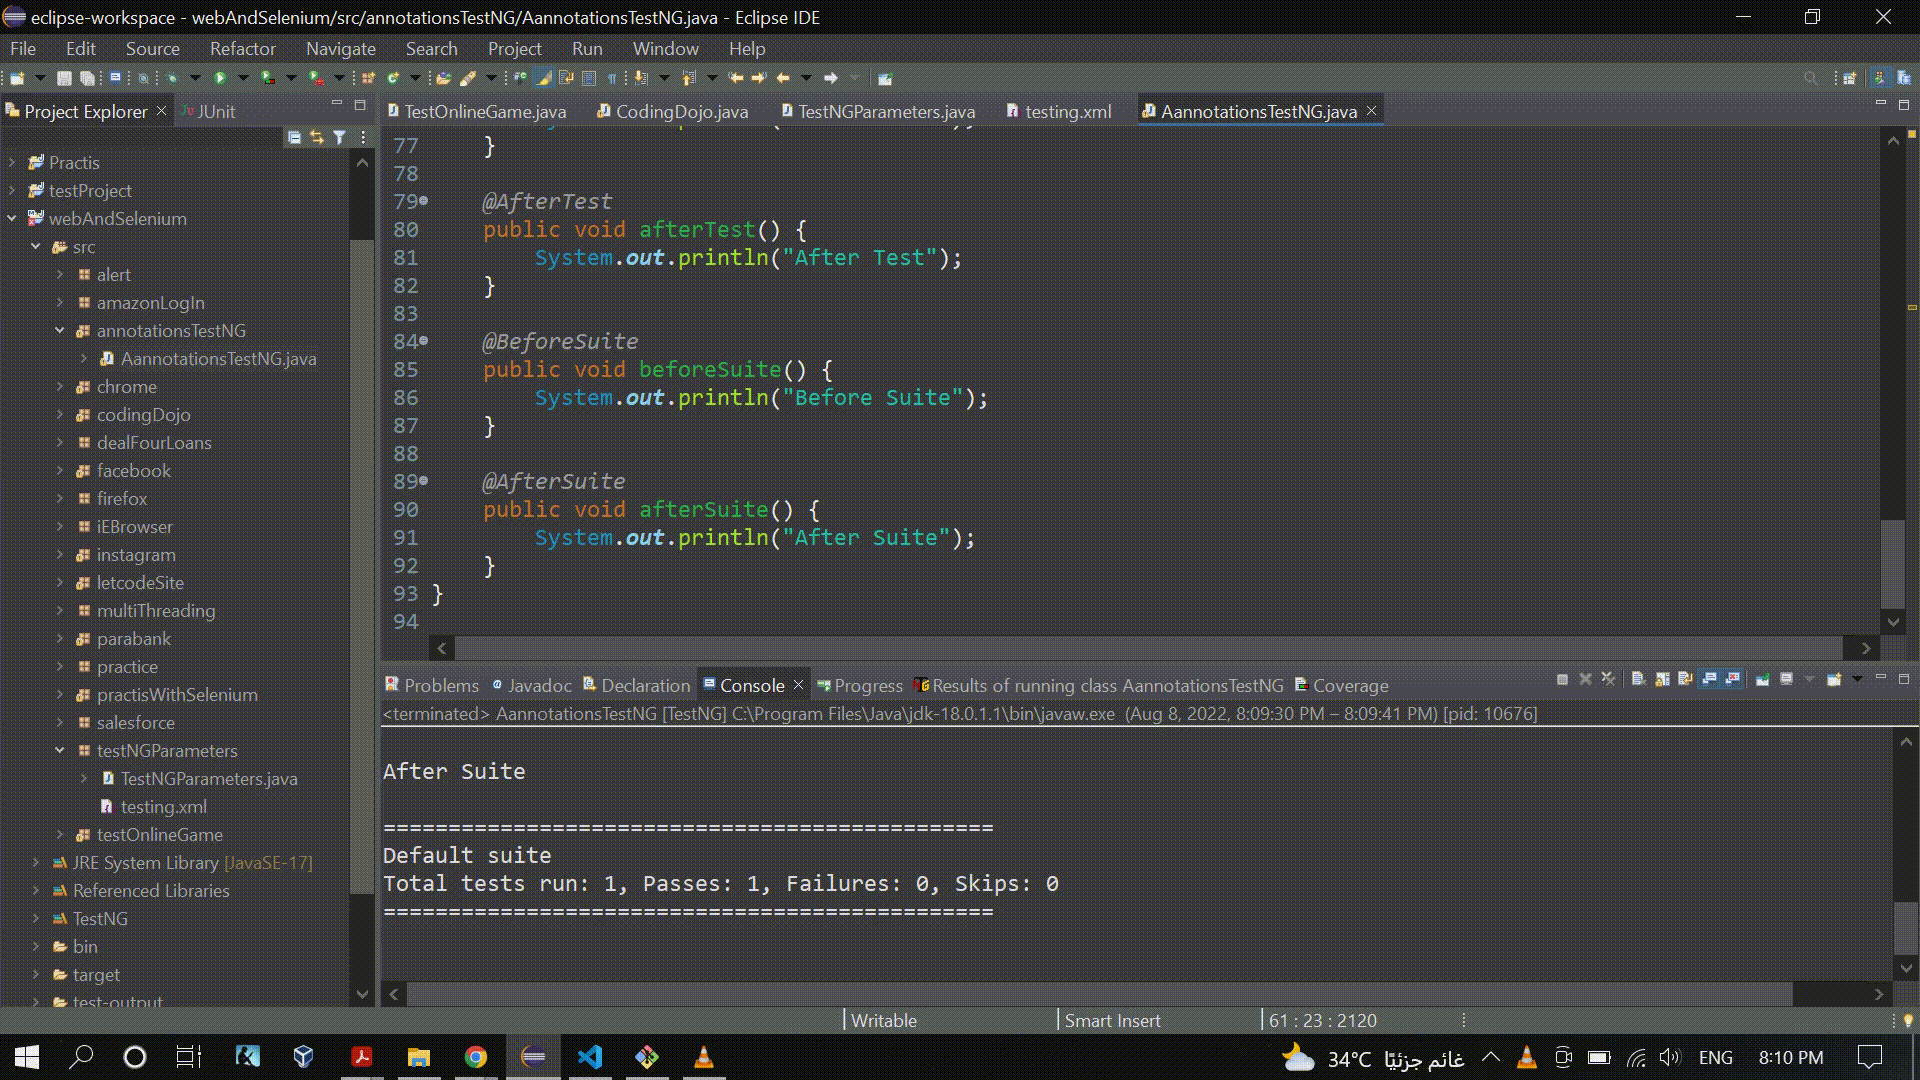 eclipse-workspace - webAndSelenium/src/annotationsTestNG/AannotationsTestNG.java - Eclipse IDE
File Edit Source Refactor Navigate Search Project Run Window Help
Project Explorer JUnit
TestOnlineGame.java CodingDojo.java TestNGParameters.java testing.xml AannotationsTestNG.java
Practis
testProject
webAndSelenium
src
alert
amazonLogIn
annotationsTestNG
AannotationsTestNG.java
chrome
codingDojo
dealFourLoans
facebook
firefox
iEBrowser
instagram
letcodeSite
multiThreading
parabank
practice
practisWithSelenium
salesforce
testNGParameters
TestNGParameters.java
testing.xml
testOnlineGame
JRE System Library [JavaSE-17]
Referenced Libraries
TestNG
bin
target
test-output
77 }
78
79 @AfterTest
80 public void afterTest() {
81 System.out.println("After Test");
82 }
83
84 @BeforeSuite
85 public void beforeSuite() {
86 System.out.println("Before Suite");
87 }
88
89 @AfterSuite
90 public void afterSuite() {
91 System.out.println("After Suite");
92 }
93 }
94
Problems Javadoc Declaration Console Progress Results of running class AannotationsTestNG Coverage
<terminated> AannotationsTestNG [TestNG] C:\Program Files\Java\jdk-18.0.1.1\bin\javaw.exe (Aug 8, 2022, 8:09:30 PM – 8:09:41 PM) [pid: 10676]
After Suite
===============================================
Default suite
Total tests run: 1, Passes: 1, Failures: 0, Skips: 0
===============================================
Writable Smart Insert 61 : 23 : 2120
34°C غائم جزئيًا ENG 8:10 PM